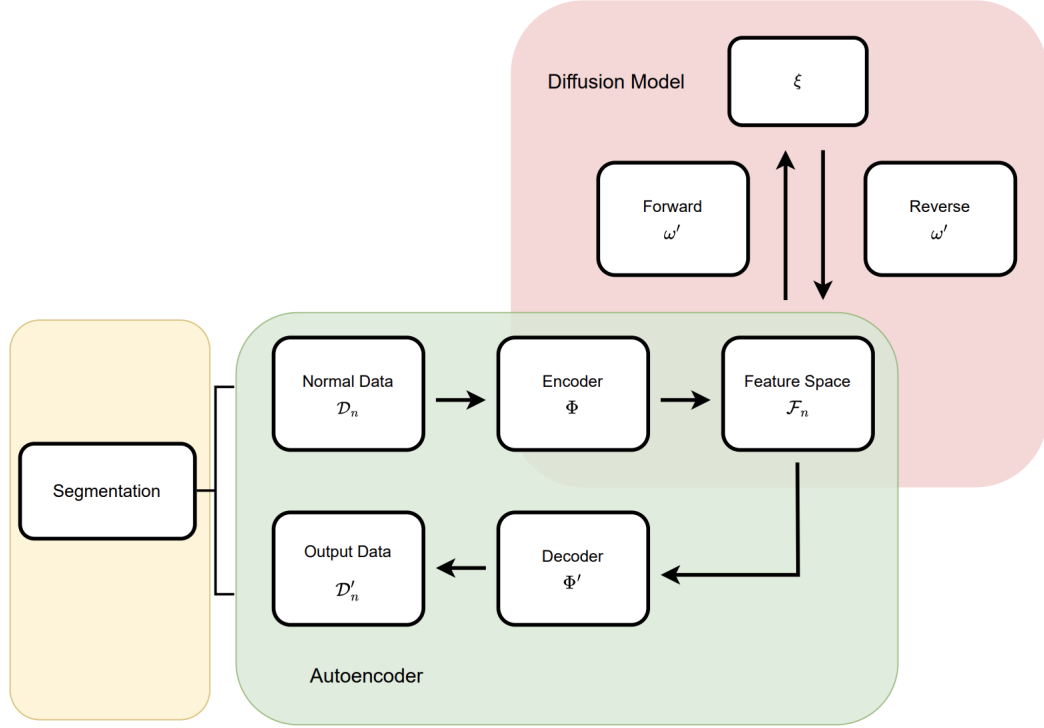 Diffusion Model
ξ
Forward
ω′
Reverse
ω′
Normal Data
𝒟ₙ
Encoder
Φ
Feature Space
ℱₙ
Segmentation
Output Data
𝒟′ₙ
Decoder
Φ′
Autoencoder